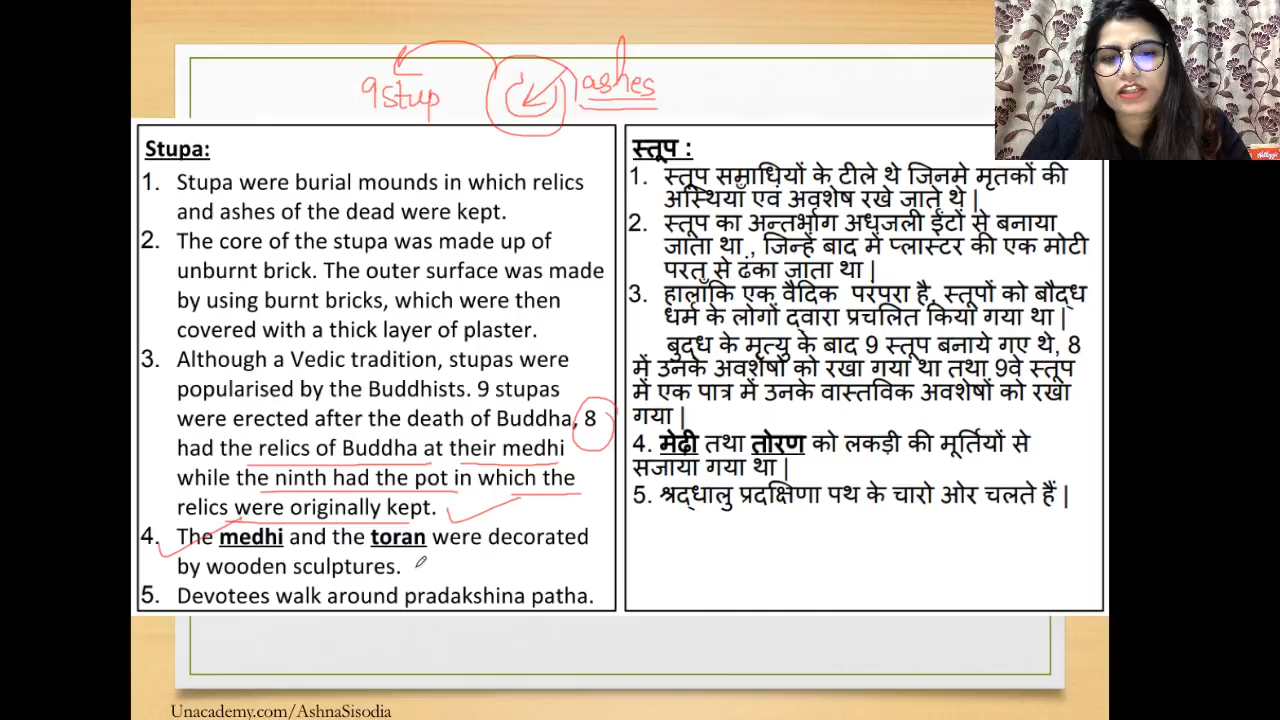 9 stup
ashes
Stupa:
1. Stupa were burial mounds in which relics
and ashes of the dead were kept.
2. The core of the stupa was made up of
unburnt brick. The outer surface was made
by using burnt bricks, which were then
covered with a thick layer of plaster.
3. Although a Vedic tradition, stupas were
popularised by the Buddhists. 9 stupas
were erected after the death of Buddha, 8
had the relics of Buddha at their medhi
while the ninth had the pot in which the
relics were originally kept.
4. The medhi and the toran were decorated
by wooden sculptures.
5. Devotees walk around pradakshina patha.
स्तूप :
1. स्तूप समाधियों के टीले थे जिनमे मृतकों की
अस्थियाँ एवं अवशेष रखे जाते थे |
2. स्तूप का अन्तर्भाग अधजली ईंटों से बनाया
जाता था , जिन्हें बाद में प्लास्टर की एक मोटी
परत से ढंका जाता था |
3. हालाँकि एक वैदिक परंपरा है, स्तूपों को बौद्ध
धर्म के लोगों द्वारा प्रचलित किया गया था |
बुद्ध के मृत्यु के बाद 9 स्तूप बनाये गए थे, 8
में उनके अवशेषों को रखा गया था तथा 9वे स्तूप
में एक पात्र में उनके वास्तविक अवशेषों को रखा
गया |
4. मेढ़ी तथा तोरण को लकड़ी की मूर्तियों से
सजाया गया था |
5. श्रद्धालु प्रदक्षिणा पथ के चारो ओर चलते हैं |
Unacademy.com/AshnaSisodia